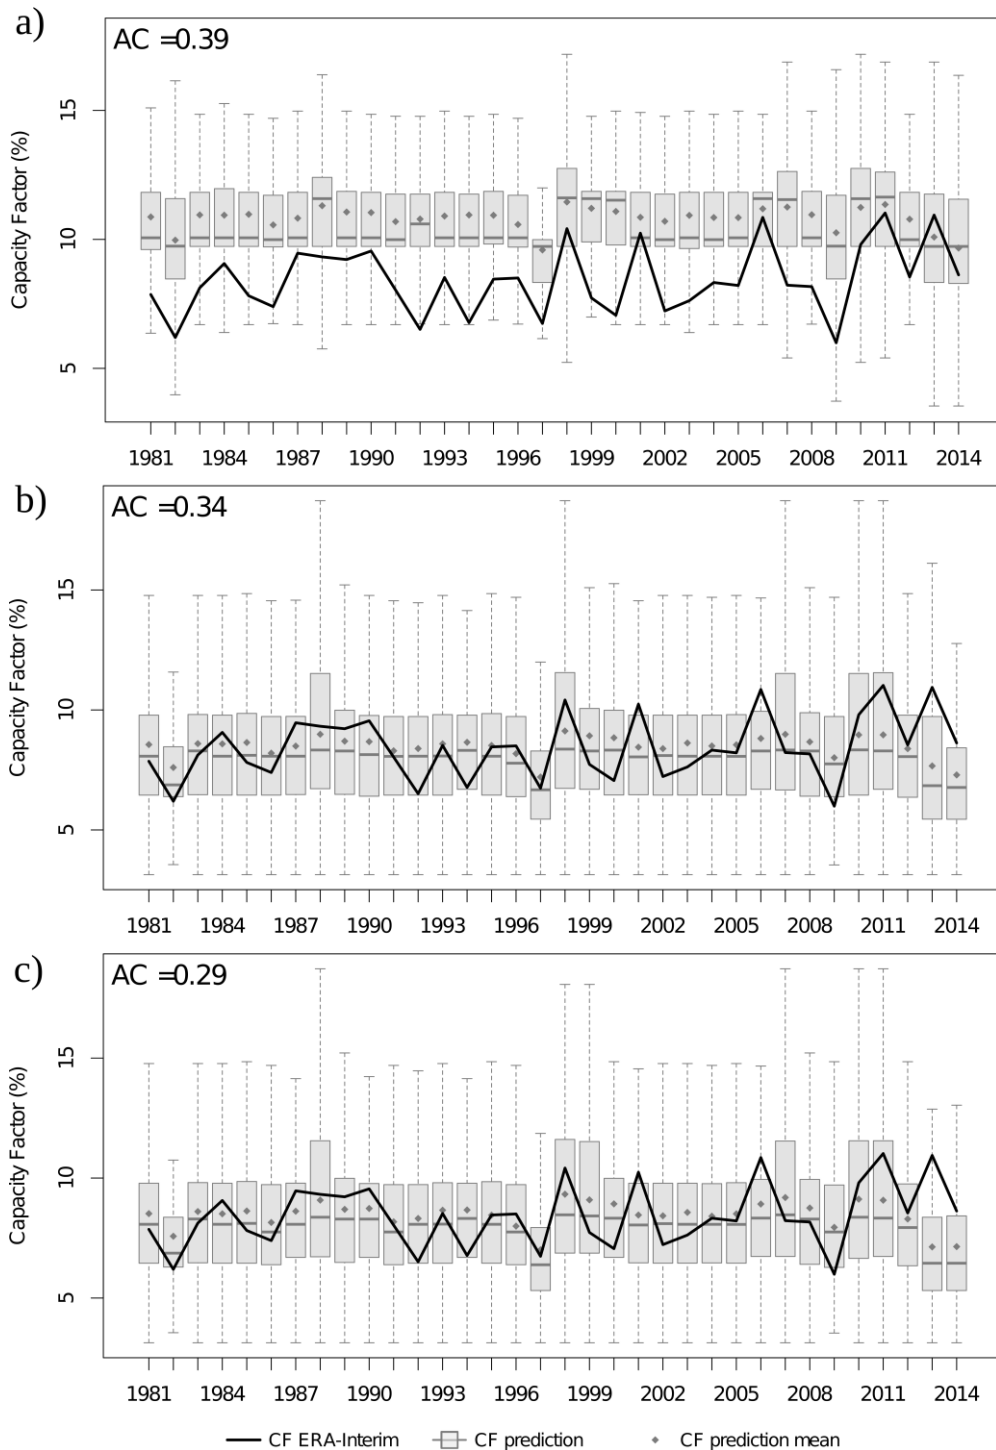 a)
AC =0.39
Capacity Factor (%)
15
10
5
1981 1984 1987 1990 1993 1996 1999 2002 2005 2008 2011 2014
b)
AC =0.34
Capacity Factor (%)
15
10
5
1981 1984 1987 1990 1993 1996 1999 2002 2005 2008 2011 2014
c)
AC =0.29
Capacity Factor (%)
15
10
5
1981 1984 1987 1990 1993 1996 1999 2002 2005 2008 2011 2014
CF ERA-Interim CF prediction CF prediction mean